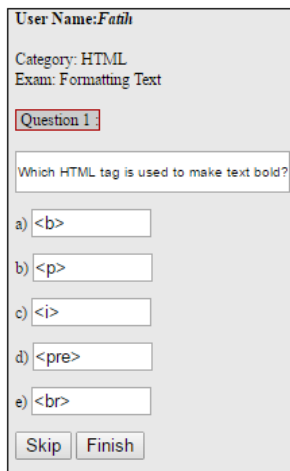 User Name:Fatih
Category: HTML
Exam: Formatting Text
Question 1 :
Which HTML tag is used to make text bold?
a) <b>
b) <p>
c) <i>
d) <pre>
e) <br>
Skip Finish